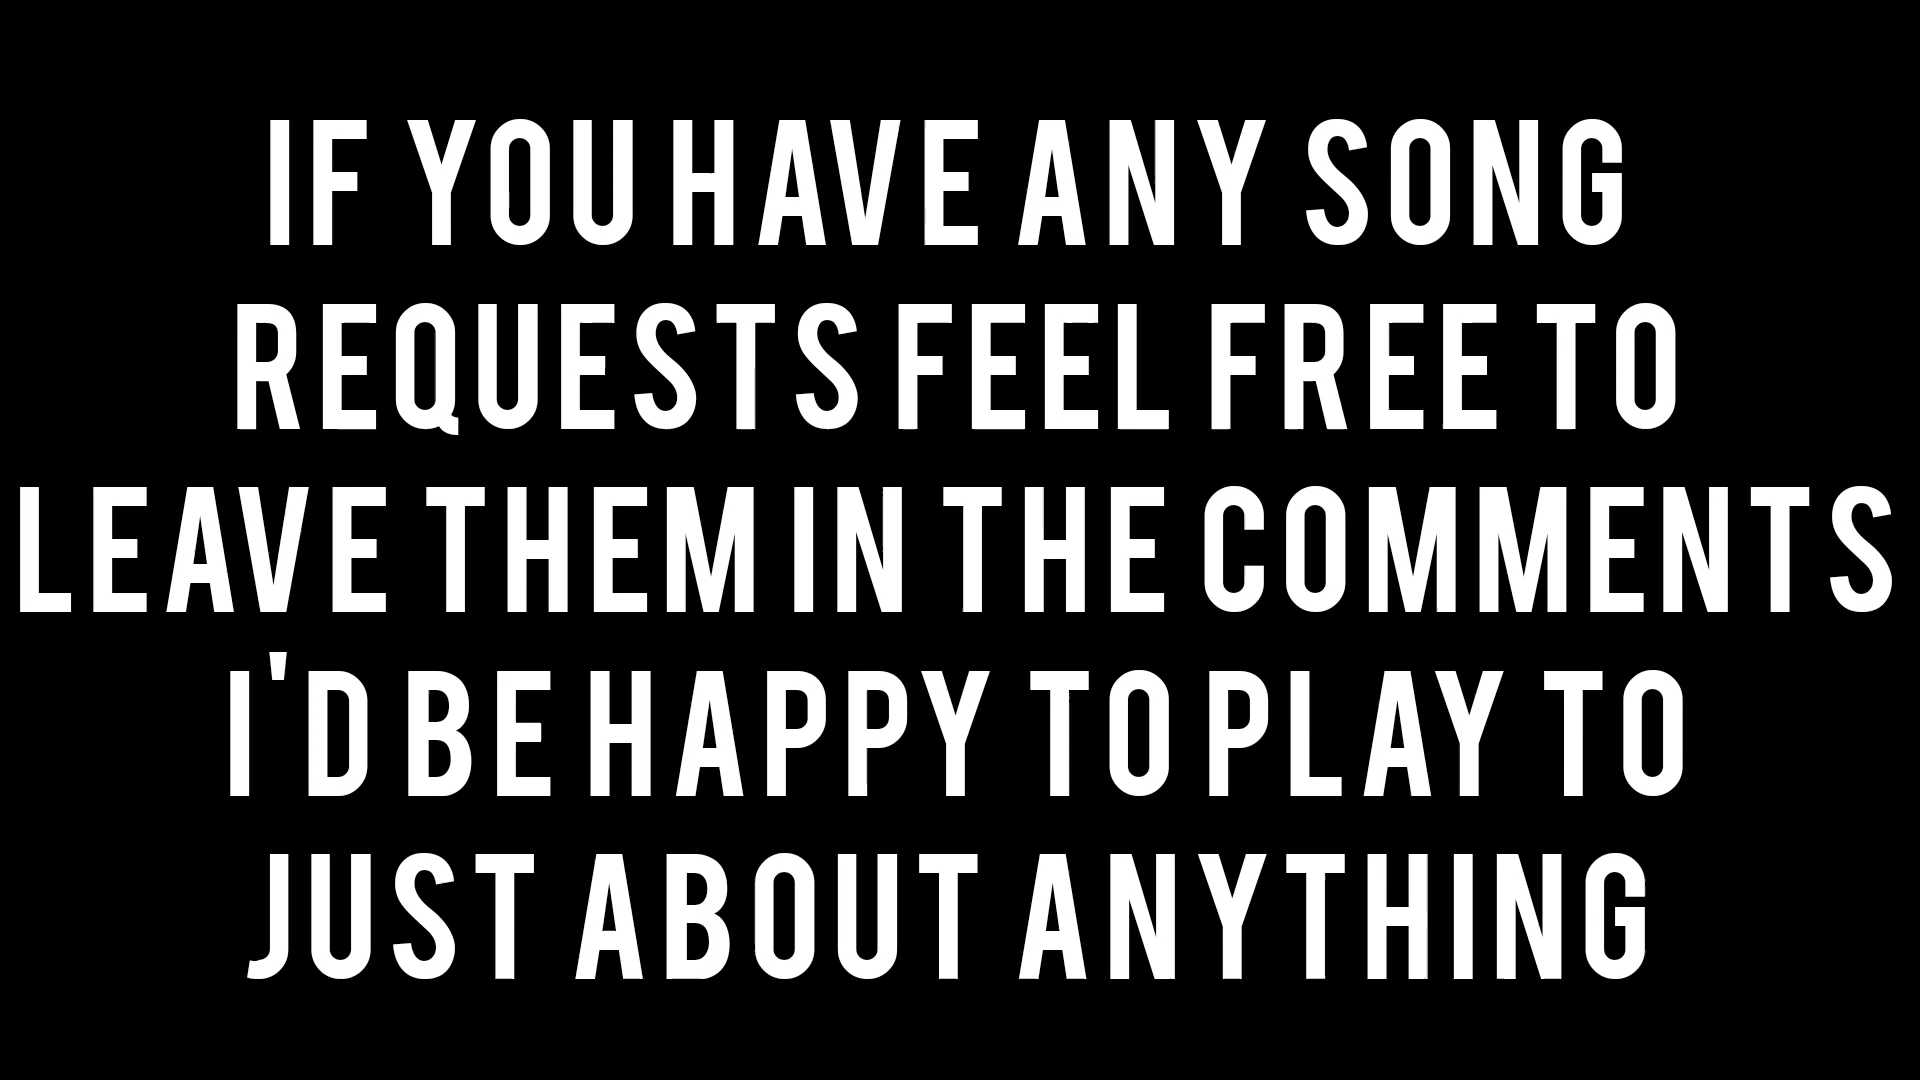 IF YOU HAVE ANY SONG
REQUESTS FEEL FREE TO
LEAVE THEM IN THE COMMENTS
I'D BE HAPPY TO PLAY TO
JUST ABOUT ANYTHING